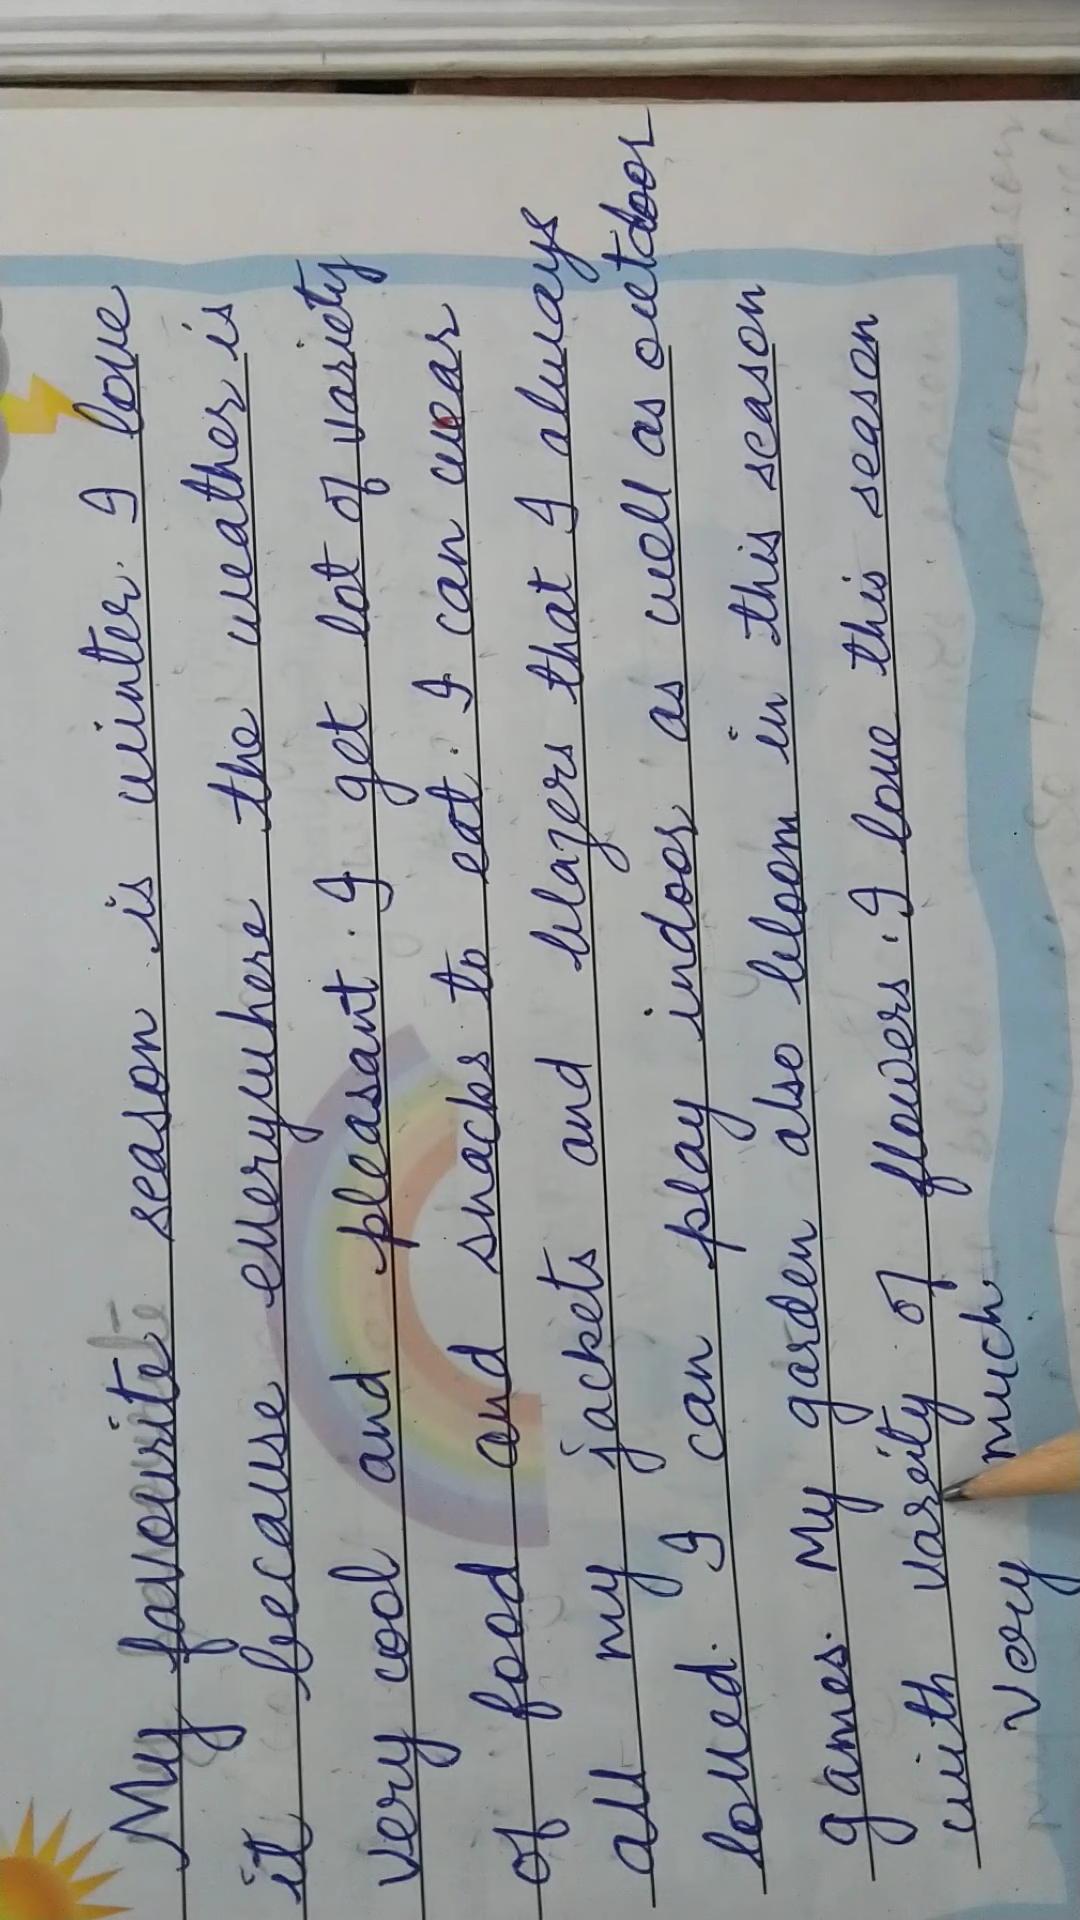 My favourite season is winter. I love
it because everywhere the weather is
very cool and pleasant. I get lot of variety
of food and snacks to eat. I can wear
all my jackets and blazers that I always
loved. I can play indoor as well as outdoor
games. My garden also bloom in this season
with vareity of flowers. I love this season
very much